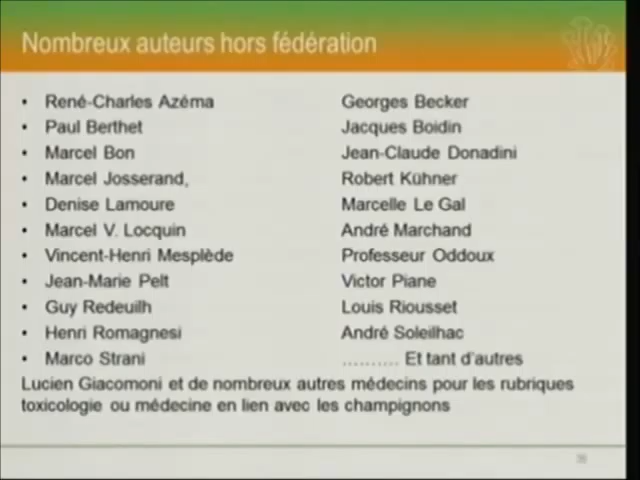 Nombreux auteurs hors fédération
• René-Charles Azéma Georges Becker
• Paul Berthet Jacques Boidin
• Marcel Bon Jean-Claude Donadini
• Marcel Josserand, Robert Kühner
• Denise Lamoure Marcelle Le Gal
• Marcel V. Locquin André Marchand
• Vincent-Henri Mesplède Professeur Oddoux
• Jean-Marie Pelt Victor Piane
• Guy Redeuilh Louis Riousset
• Henri Romagnesi André Soleilhac
• Marco Strani .......... Et tant d'autres
Lucien Giacomoni et de nombreux autres médecins pour les rubriques
toxicologie ou médecine en lien avec les champignons